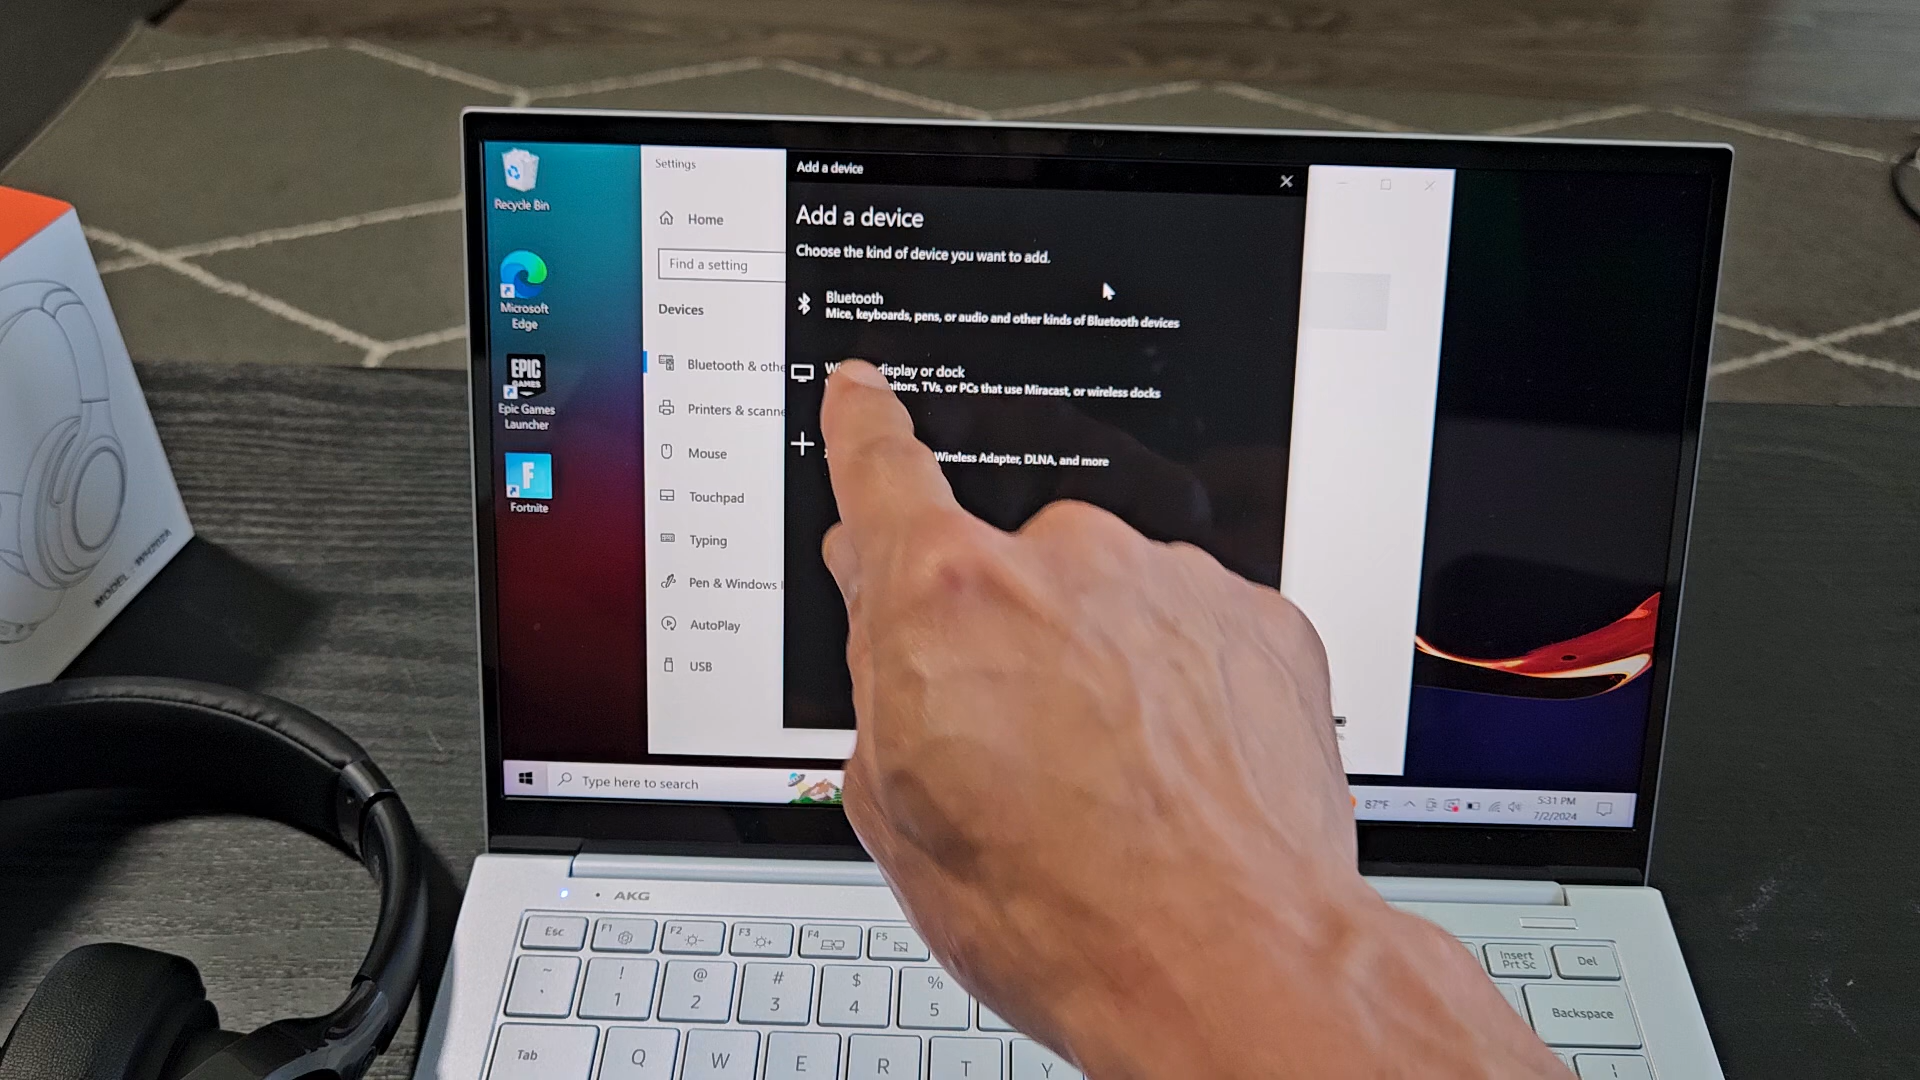 Recycle Bin
Microsoft
Edge
EPIC
GAMES
Epic Games
Launcher
F
Fortnite
Settings
Home
Find a setting
Devices
Bluetooth & othe
Printers & scanne
Mouse
Touchpad
Typing
Pen & Windows I
AutoPlay
USB
Add a device
Add a device
Choose the kind of device you want to add.
Bluetooth
Mice, keyboards, pens, or audio and other kinds of Bluetooth devices
display or dock
TVs, or PCs that use Miracast, or wireless docks
Wireless Adapter, DLNA, and more
Type here to search
87°F
5:31 PM
7/2/2024
AKG
Esc
F1
F2
F3
F4
F5
Insert
Prt Sc
Del
~
`
!
1
@
2
#
3
$
4
%
5
Backspace
Tab
Q
W
E
R
T
Y